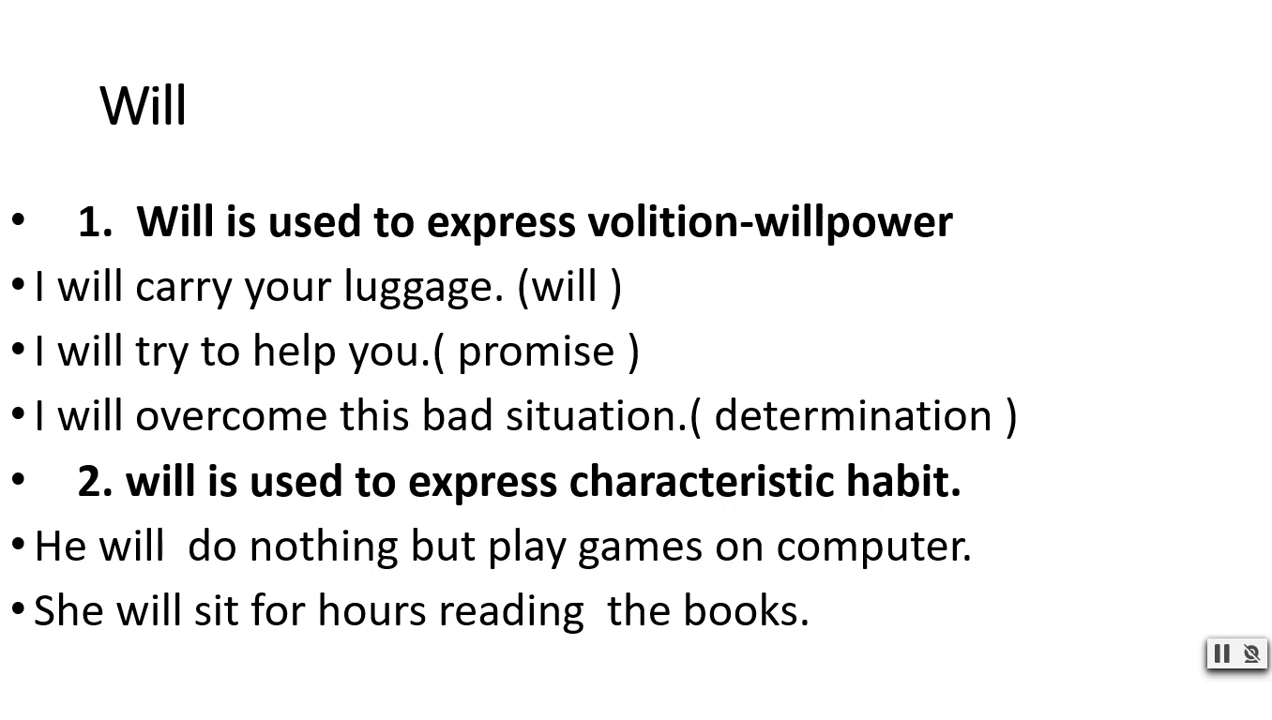 Will
• 1.  Will is used to express volition-willpower
• I will carry your luggage. (will )
• I will try to help you.( promise )
• I will overcome this bad situation.( determination )
• 2. will is used to express characteristic habit.
• He will  do nothing but play games on computer.
• She will sit for hours reading  the books.